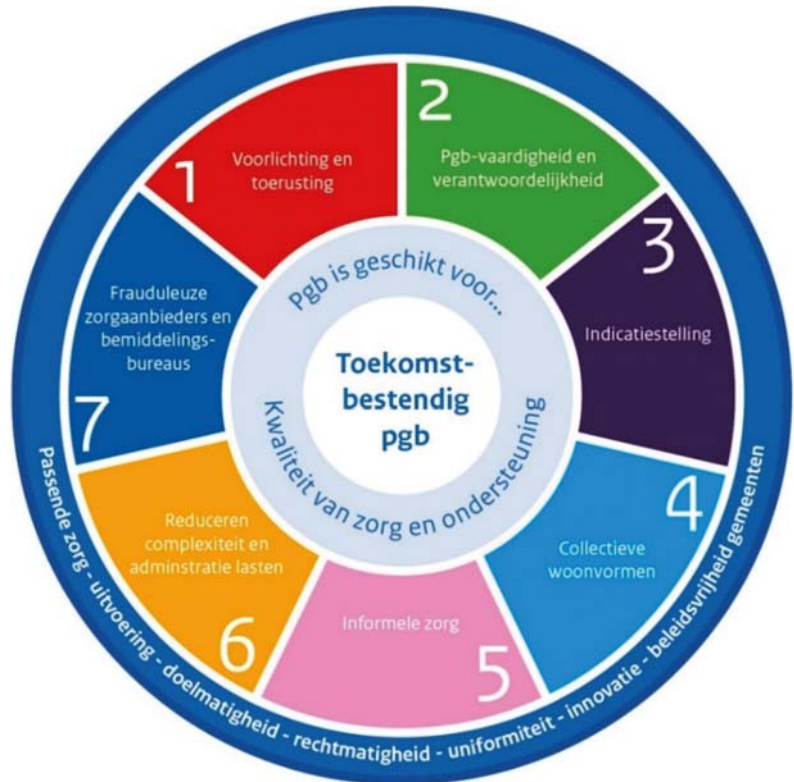 1
Voorlichting en
toerusting
2
Pgb-vaardigheid en
verantwoordelijkheid
3
Indicatiestelling
4
Collectieve
woonvormen
5
Informele zorg
6
Reduceren
complexiteit en
adminstratie lasten
7
Frauduleuze
zorgaanbieders en
bemiddelings-
bureaus
Pgb is geschikt voor...
Toekomst-
bestendig
pgb
Kwaliteit van zorg en ondersteuning
Passende zorg - uitvoering - doelmatigheid - rechtmatigheid - uniformiteit - innovatie - beleidsvrijheid gemeenten